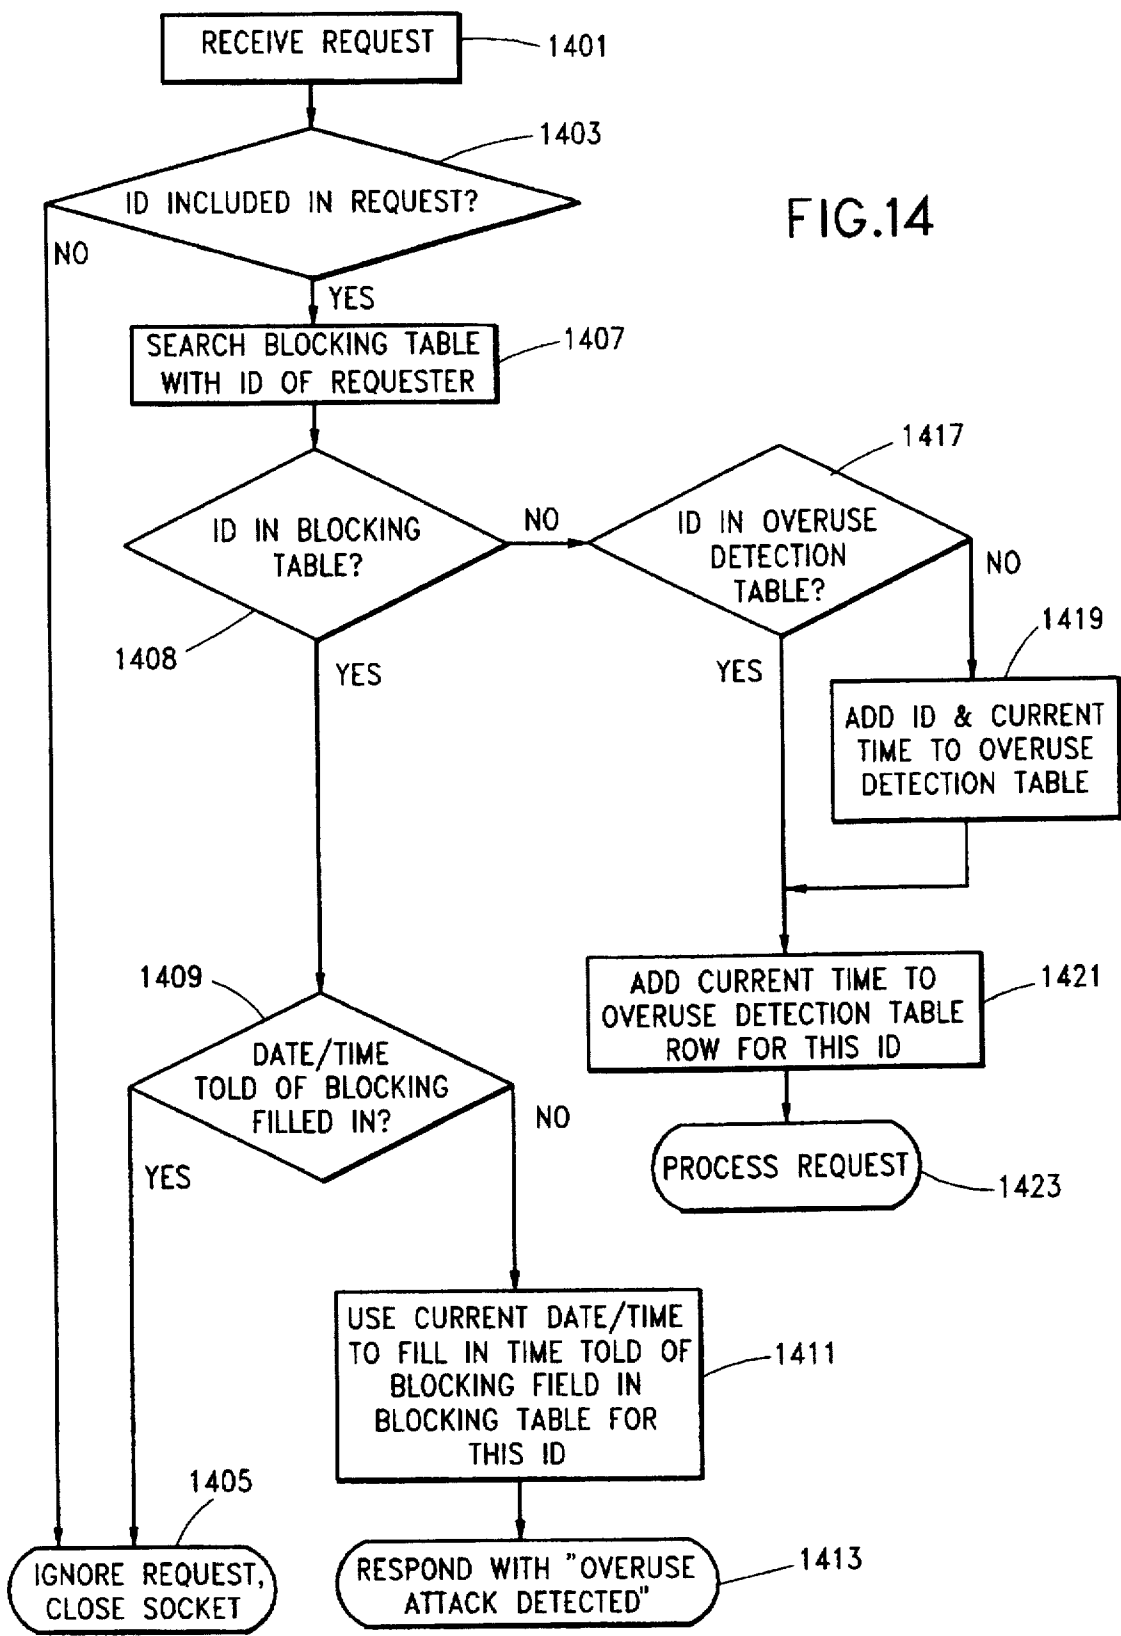 RECEIVE REQUEST
1401
1403
ID INCLUDED IN REQUEST?
FIG.14
NO
YES
SEARCH BLOCKING TABLE
WITH ID OF REQUESTER
1407
1417
ID IN BLOCKING
TABLE?
NO
ID IN OVERUSE
DETECTION
TABLE?
NO
1408
YES
YES
1419
ADD ID & CURRENT
TIME TO OVERUSE
DETECTION TABLE
1409
DATE/TIME
TOLD OF BLOCKING
FILLED IN?
ADD CURRENT TIME TO
OVERUSE DETECTION TABLE
ROW FOR THIS ID
1421
YES
NO
PROCESS REQUEST
1423
USE CURRENT DATE/TIME
TO FILL IN TIME TOLD OF
BLOCKING FIELD IN
BLOCKING TABLE FOR
THIS ID
1411
1405
IGNORE REQUEST,
CLOSE SOCKET
RESPOND WITH "OVERUSE
ATTACK DETECTED"
1413